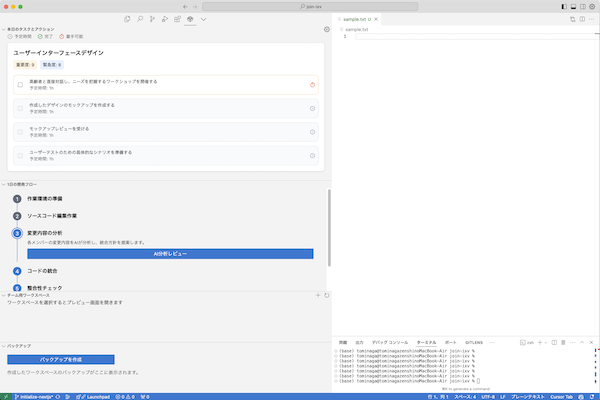 join-ixv
本日のタスクとアクション
予定時間 完了 着手可能
ユーザーインターフェースデザイン
重要度: 9 緊急度: 8
高齢者と直接対話し、ニーズを把握するワークショップを開催する
予定時間: 1h
作成したデザインのモックアップを作成する
予定時間: 1h
モックアップレビューを受ける
予定時間: 1h
ユーザーテストのための具体的なシナリオを準備する
予定時間: 1h
1日の開発フロー
1 作業環境の準備
2 ソースコード編集作業
3 変更内容の分析
各メンバーの変更内容をAIが分析し、統合方針を提案します。
AI分析レビュー
4 コードの統合
5 整合性チェック
チーム用ワークスペース
ワークスペースを選択するとプレビュー画面を開きます
バックアップ
バックアップを作成
作成したワークスペースのバックアップがここに表示されます。
sample.txt U
sample.txt
1
問題 出力 デバッグ コンソール ターミナル ポート GITLENS
zsh
(base) tominaga@tominagazenshinoMacBook-Air join-ixv %
(base) tominaga@tominagazenshinoMacBook-Air join-ixv %
(base) tominaga@tominagazenshinoMacBook-Air join-ixv %
(base) tominaga@tominagazenshinoMacBook-Air join-ixv %
(base) tominaga@tominagazenshinoMacBook-Air join-ixv %
(base) tominaga@tominagazenshinoMacBook-Air join-ixv %
⌘K to generate a command
initialize-nextjs* Launchpad 0 0 0 行 1、列 1 スペース: 4 UTF-8 LF プレーンテキスト Cursor Tab